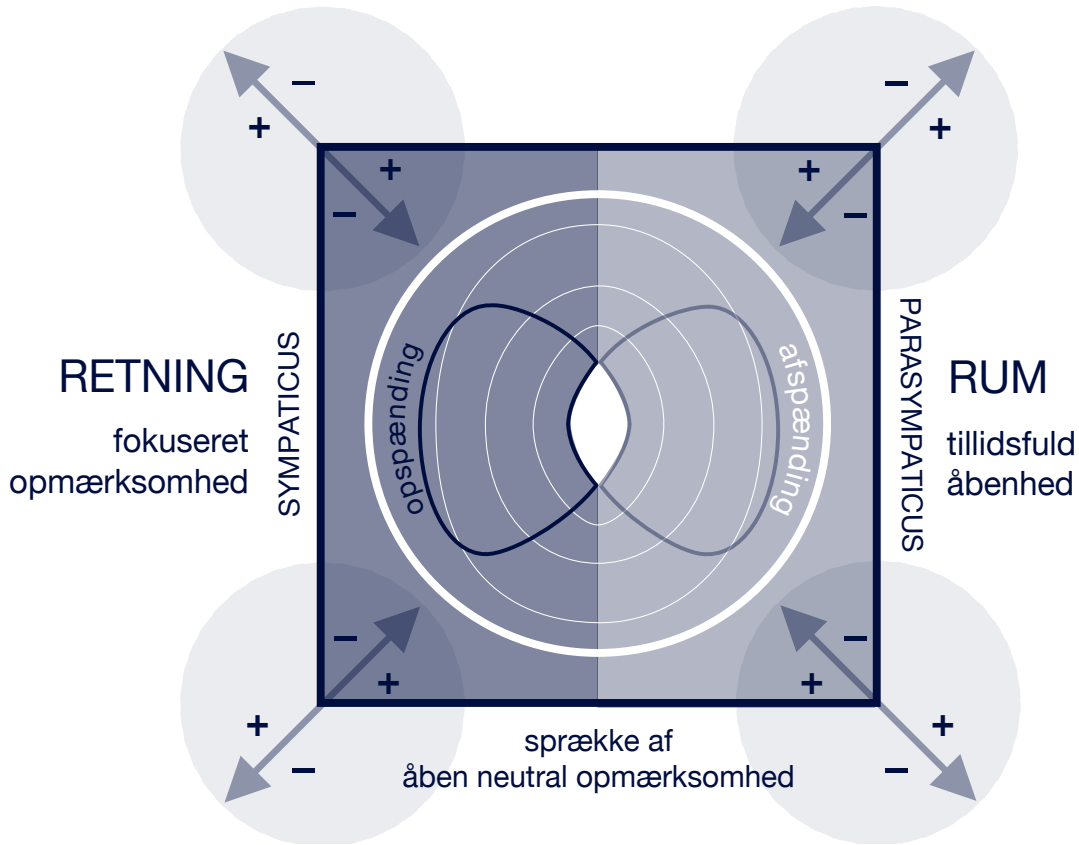 – –
+ +
+ +
– –
RETNING
fokuseret
opmærksomhed
SYMPATICUS
opspænding
afspænding
PARASYMPATICUS
RUM
tillidsfuld
åbenhed
– –
+ +
+ +
– –
sprække af
åben neutral opmærksomhed